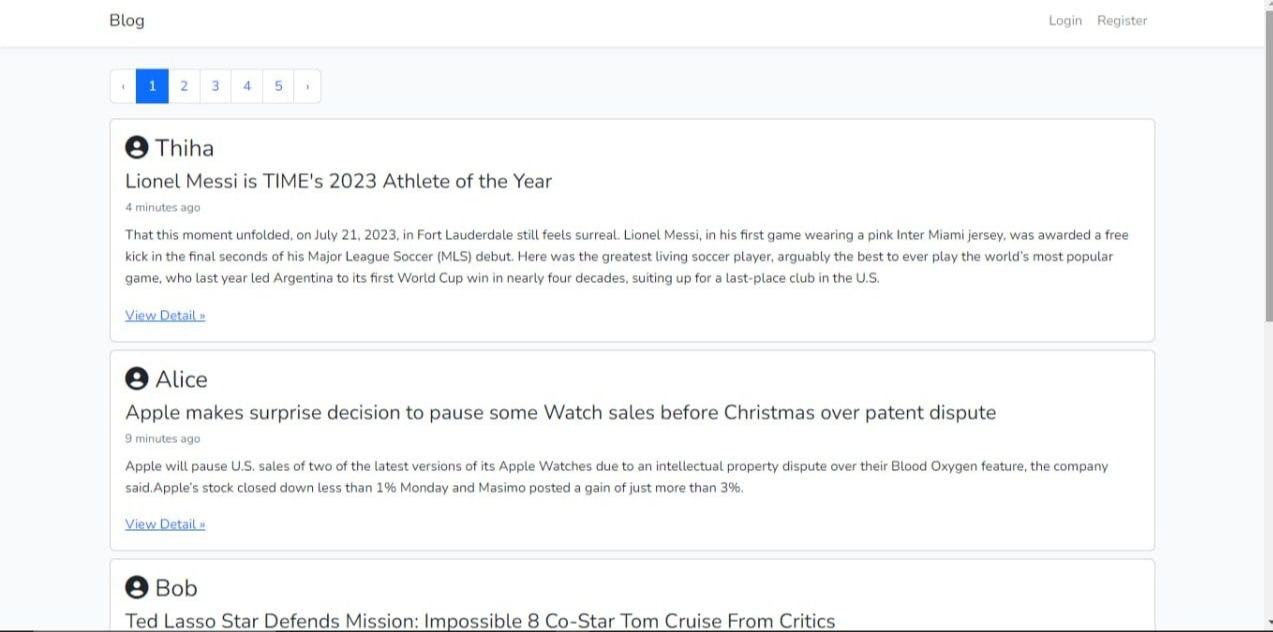 Blog
Login Register
‹ 1 2 3 4 5 ›
Thiha
Lionel Messi is TIME's 2023 Athlete of the Year
4 minutes ago
That this moment unfolded, on July 21, 2023, in Fort Lauderdale still feels surreal. Lionel Messi, in his first game wearing a pink Inter Miami jersey, was awarded a free
kick in the final seconds of his Major League Soccer (MLS) debut. Here was the greatest living soccer player, arguably the best to ever play the world's most popular
game, who last year led Argentina to its first World Cup win in nearly four decades, suiting up for a last-place club in the U.S.
View Detail »
Alice
Apple makes surprise decision to pause some Watch sales before Christmas over patent dispute
9 minutes ago
Apple will pause U.S. sales of two of the latest versions of its Apple Watches due to an intellectual property dispute over their Blood Oxygen feature, the company
said.Apple's stock closed down less than 1% Monday and Masimo posted a gain of just more than 3%.
View Detail »
Bob
Ted Lasso Star Defends Mission: Impossible 8 Co-Star Tom Cruise From Critics